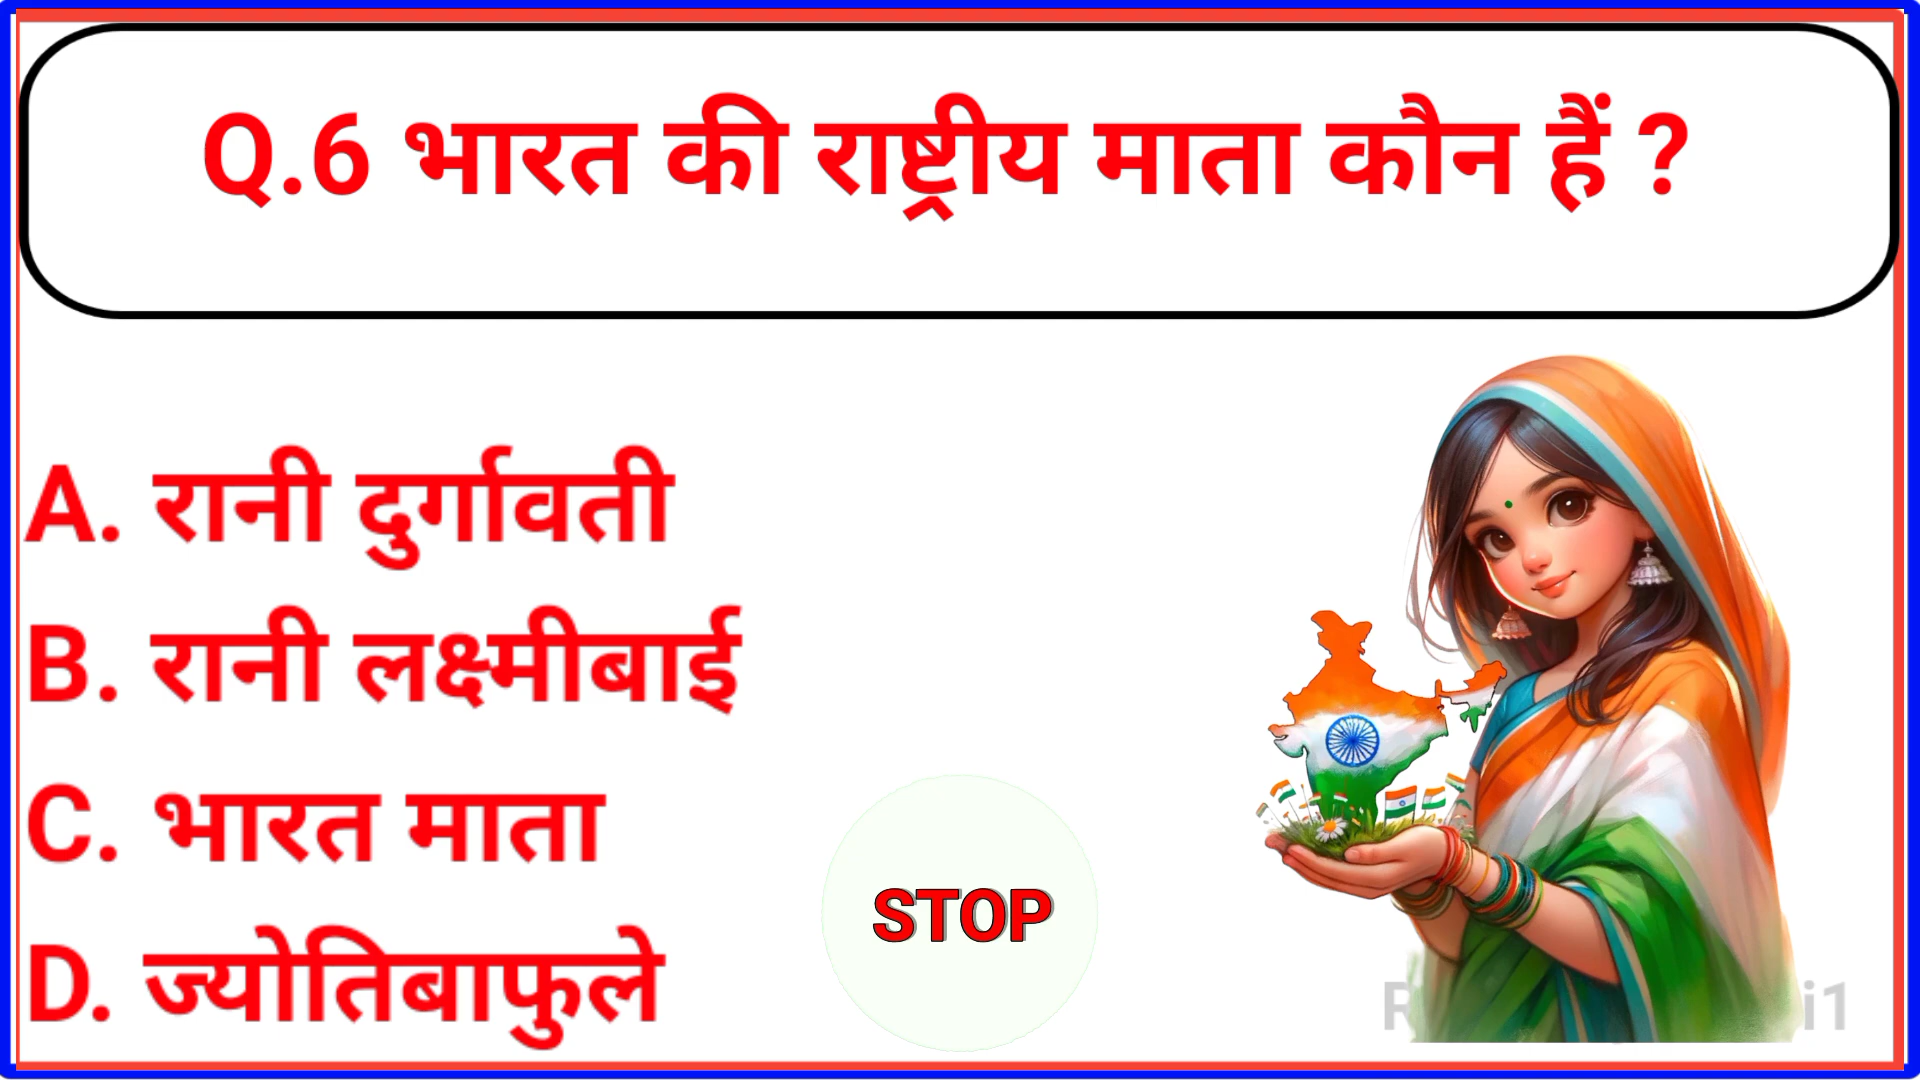 Q.6 भारत की राष्ट्रीय माता कौन हैं ?
A. रानी दुर्गावती
B. रानी लक्ष्मीबाई
C. भारत माता
D. ज्योतिबाफुले
STOP